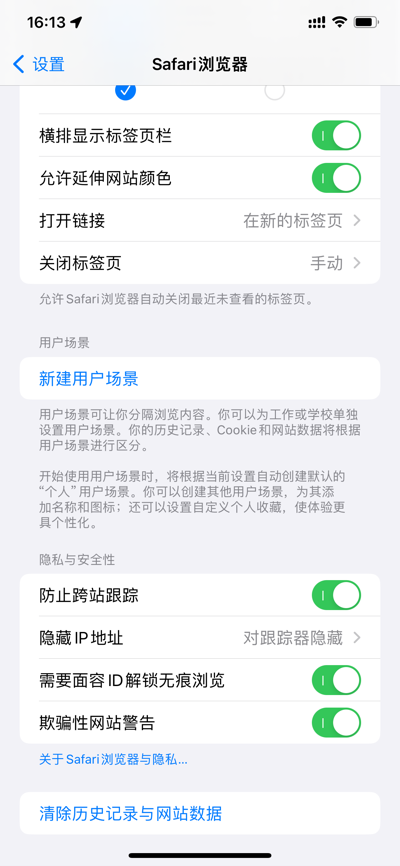 16:13
设置
Safari浏览器
横排显示标签页栏
允许延伸网站颜色
打开链接 在新的标签页
关闭标签页 手动
允许Safari浏览器自动关闭最近未查看的标签页。
用户场景
新建用户场景
用户场景可让你分隔浏览内容。你可以为工作或学校单独
设置用户场景。你的历史记录、Cookie和网站数据将根据
用户场景进行区分。
开始使用用户场景时，将根据当前设置自动创建默认的
“个人”用户场景。你可以创建其他用户场景，为其添
加名称和图标；还可以设置自定义个人收藏，使体验更
具个性化。
隐私与安全性
防止跨站跟踪
隐藏IP地址 对跟踪器隐藏
需要面容ID解锁无痕浏览
欺骗性网站警告
关于Safari浏览器与隐私...
清除历史记录与网站数据